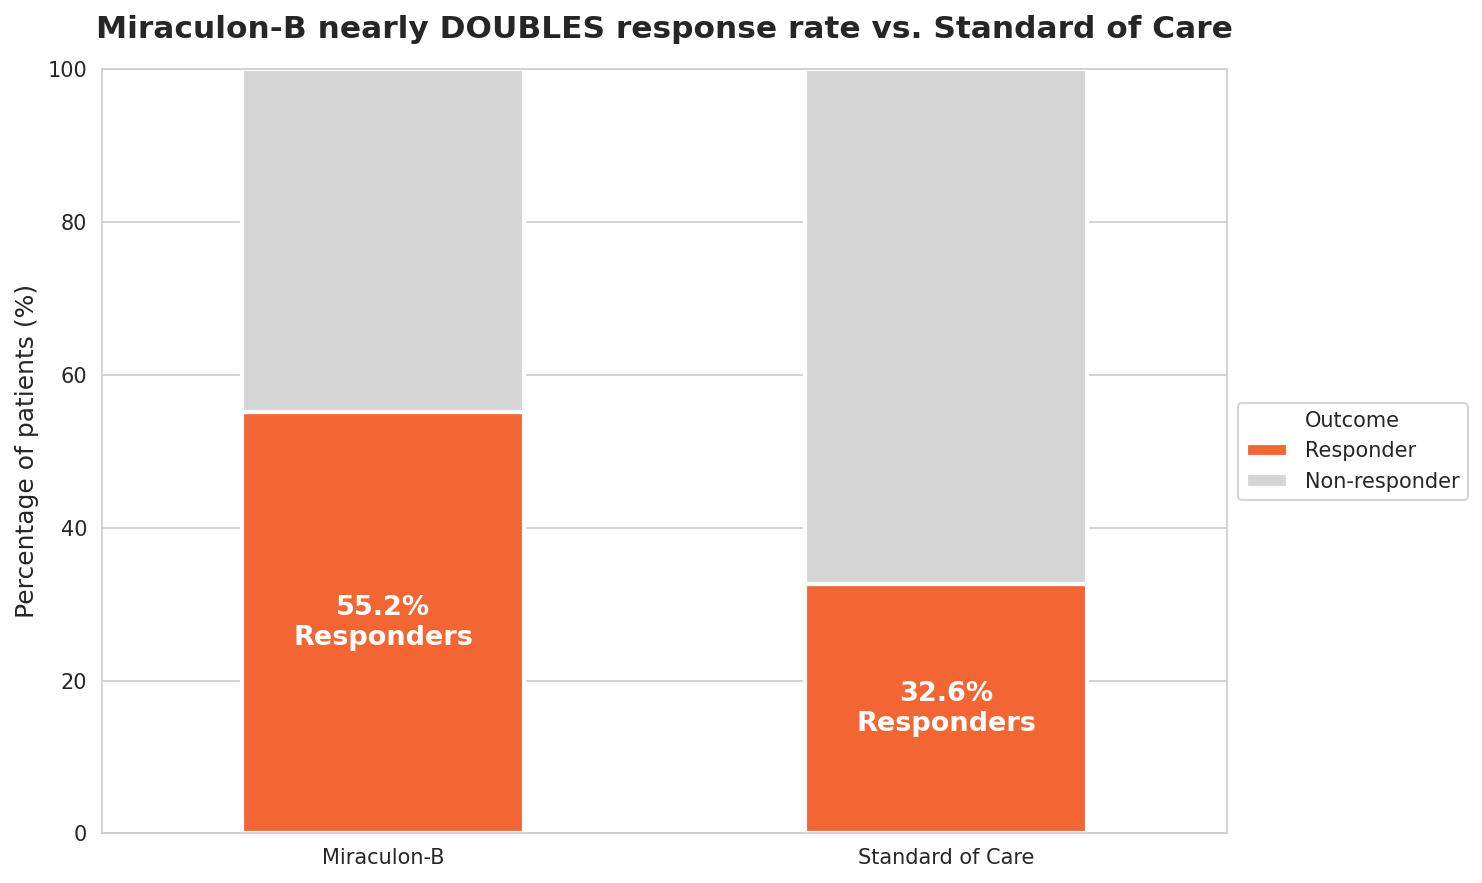 Miraculon-B nearly DOUBLES response rate vs. Standard of Care
Percentage of patients (%)
100
80
60
40
20
0
55.2%
Responders
32.6%
Responders
Miraculon-B
Standard of Care
Outcome
Responder
Non-responder